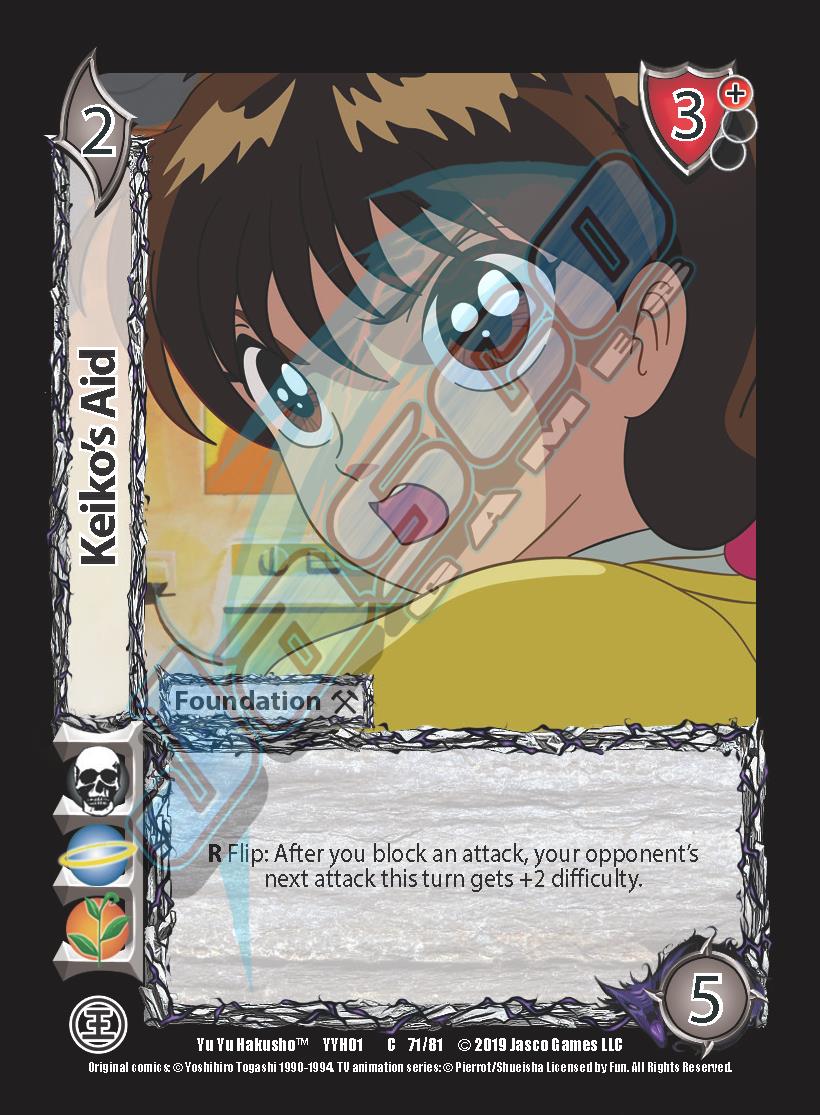 2
3
+
Keiko's Aid
JASCO
GAMES
Foundation
R Flip: After you block an attack, your opponent's
next attack this turn gets +2 difficulty.
5
Yu Yu Hakusho™ YYH01 C 71/81 © 2019 Jasco Games LLC
Original comics: © Yoshihiro Togashi 1990-1994. TV animation series: © Pierrot/Shueisha Licensed by Fun. All Rights Reserved.